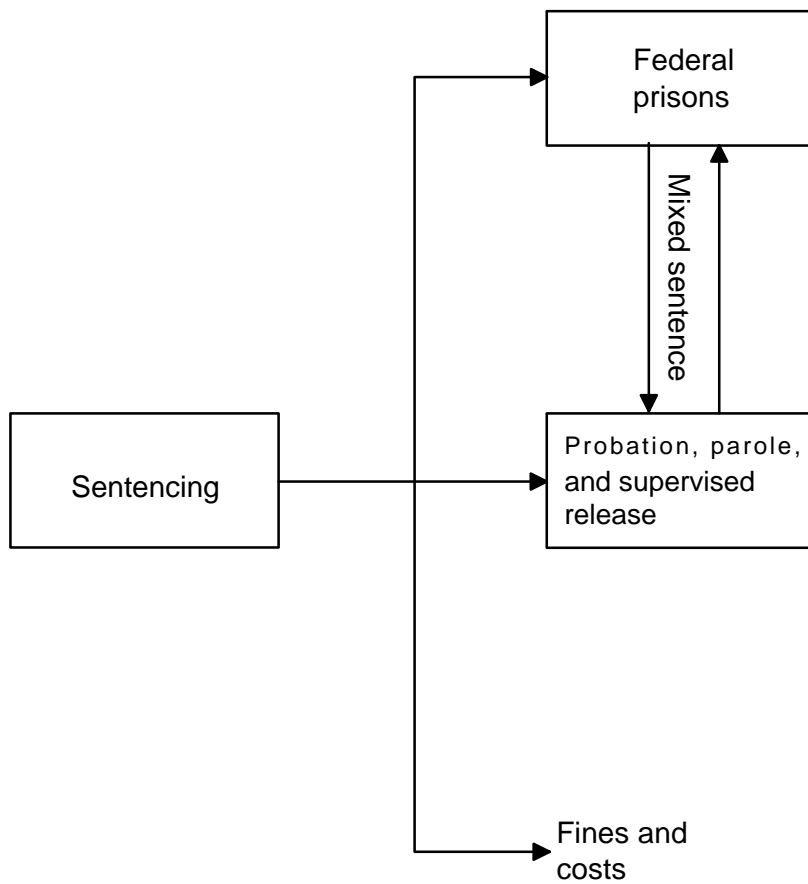 Federal
prisons
Mixed sentence
Sentencing
Probation, parole,
and supervised
release
Fines and
costs